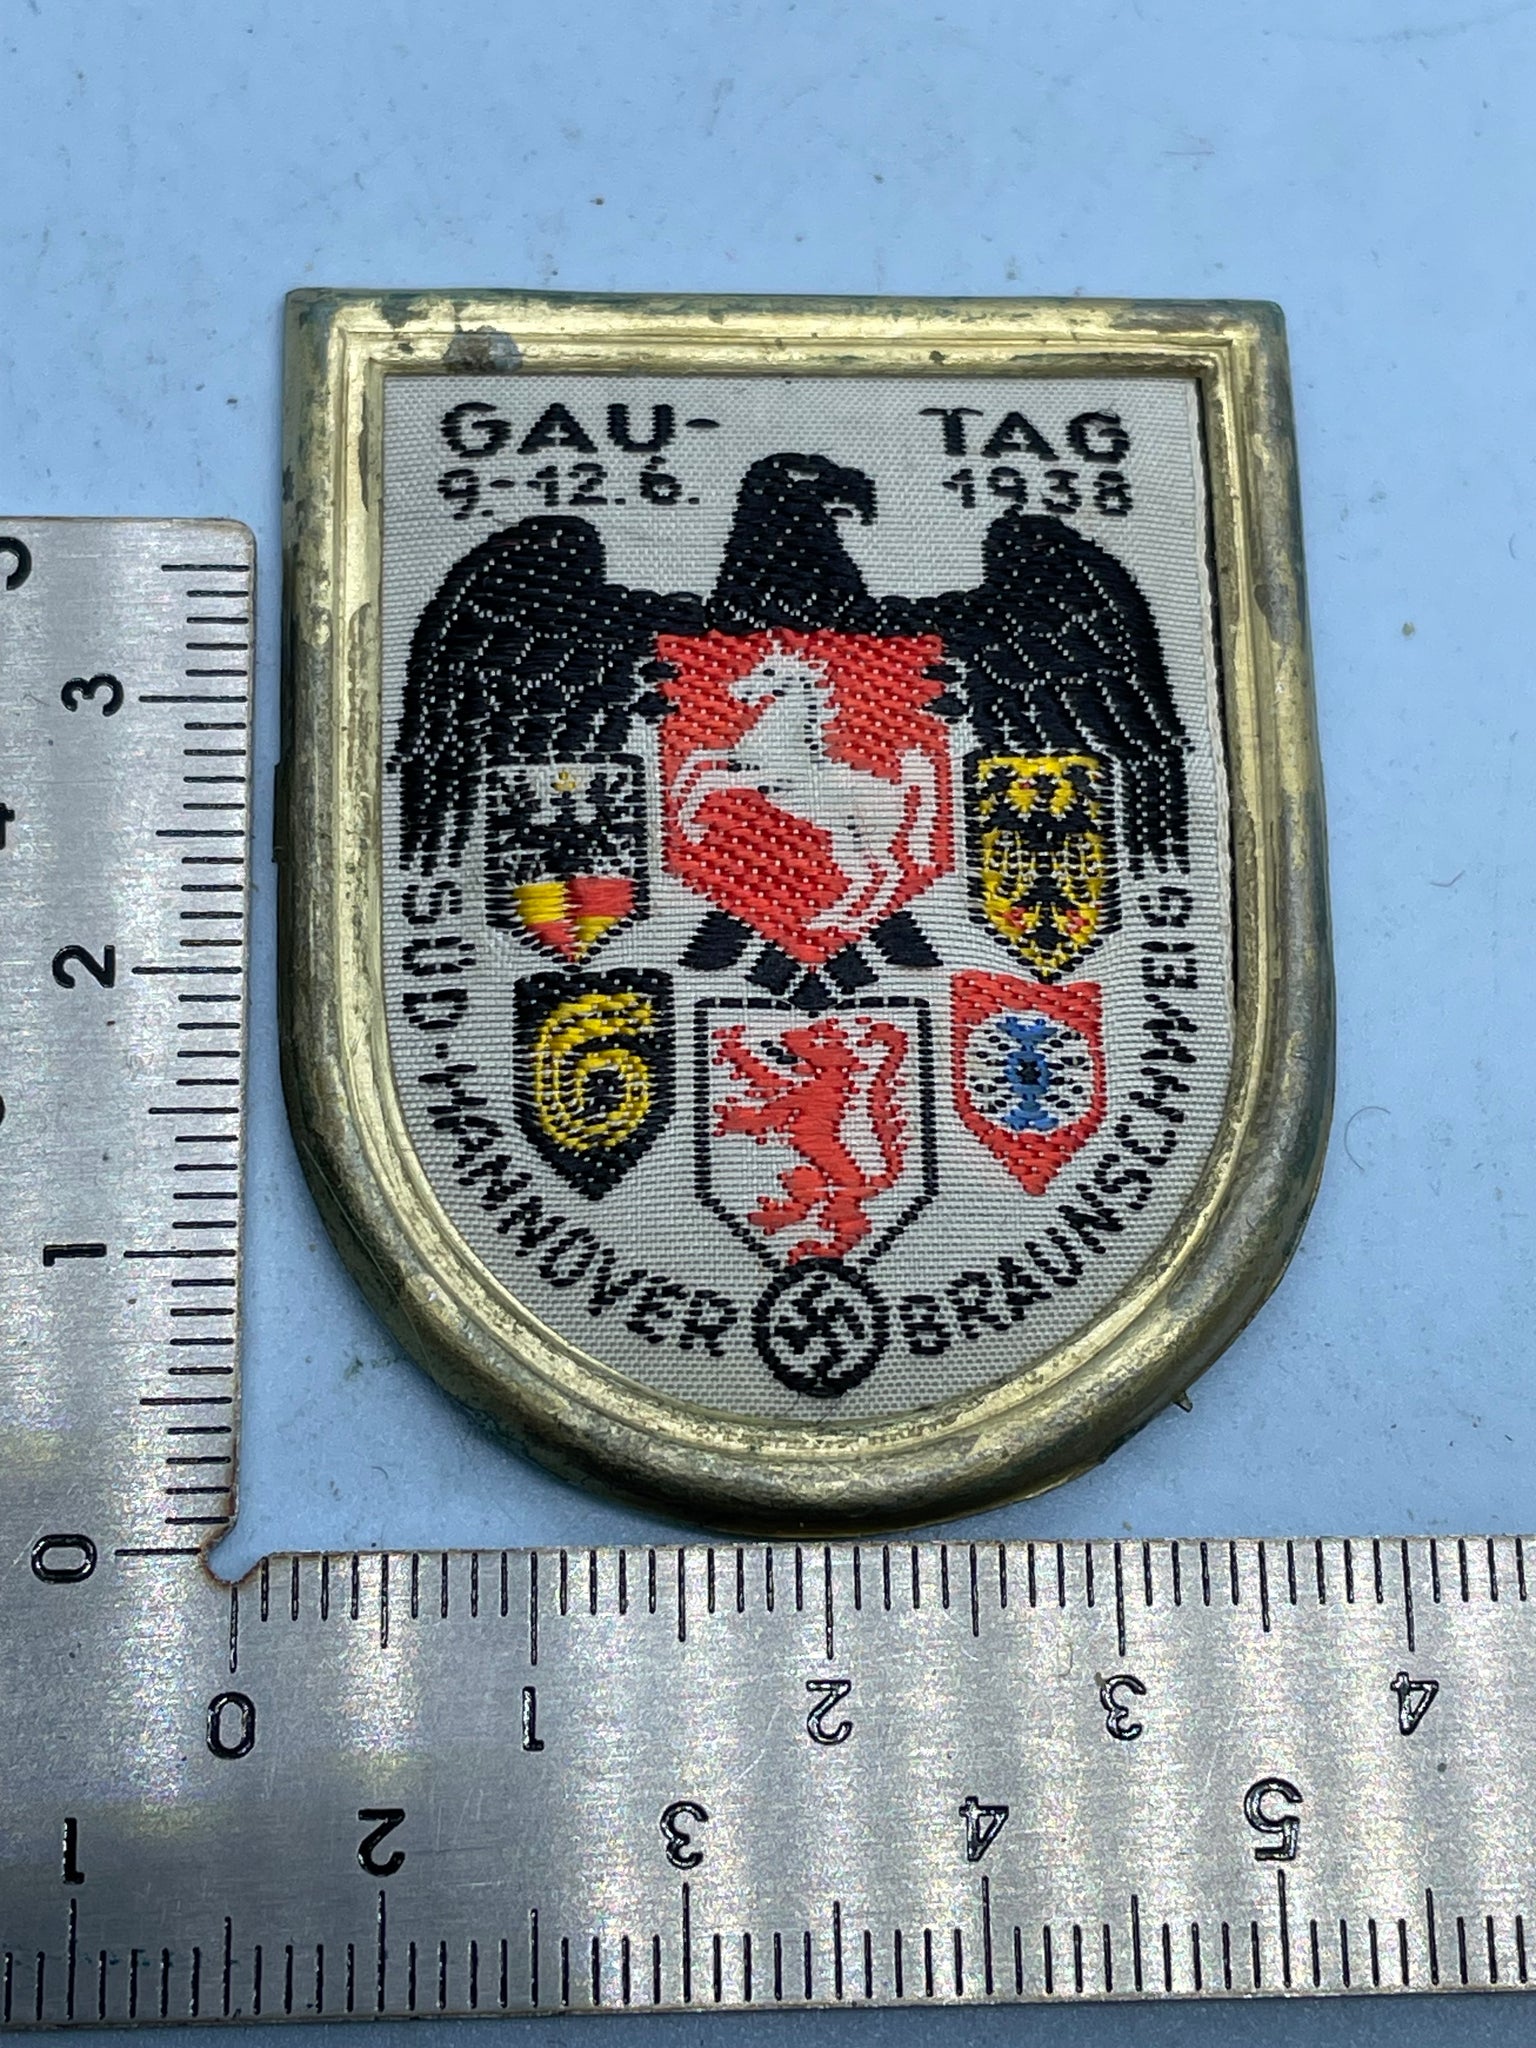 GAU- TAG
9.-12.6. 1938
SÜD-HANNOVER BRAUNSCHWEIG
6
3
2
1
0
0 1 2 3 4
1 2 3 4 5